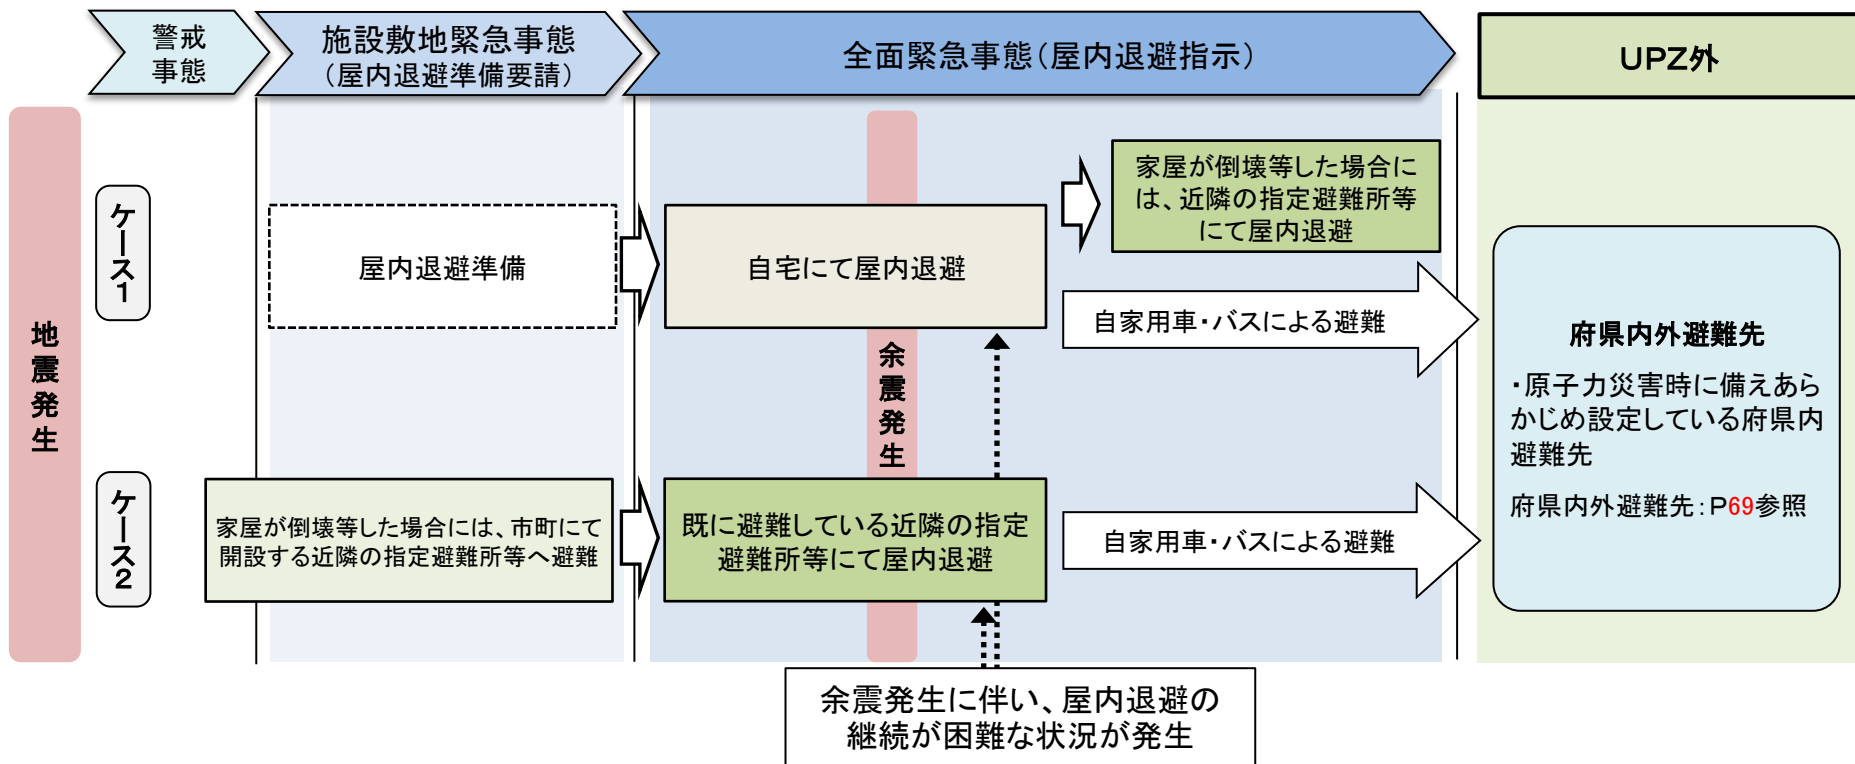 警戒
事態
施設敷地緊急事態
（屋内退避準備要請）
全面緊急事態（屋内退避指示）
UPZ外
地震発生
ケース1
屋内退避準備
自宅にて屋内退避
家屋が倒壊等した場合に
は、近隣の指定避難所等
にて屋内退避
自家用車・バスによる避難
余震発生
ケース2
家屋が倒壊等した場合には、市町にて
開設する近隣の指定避難所等へ避難
既に避難している近隣の指定
避難所等にて屋内退避
自家用車・バスによる避難
府県内外避難先
・原子力災害時に備えあら
かじめ設定している府県内
避難先
府県内外避難先：P69参照
余震発生に伴い、屋内退避の
継続が困難な状況が発生